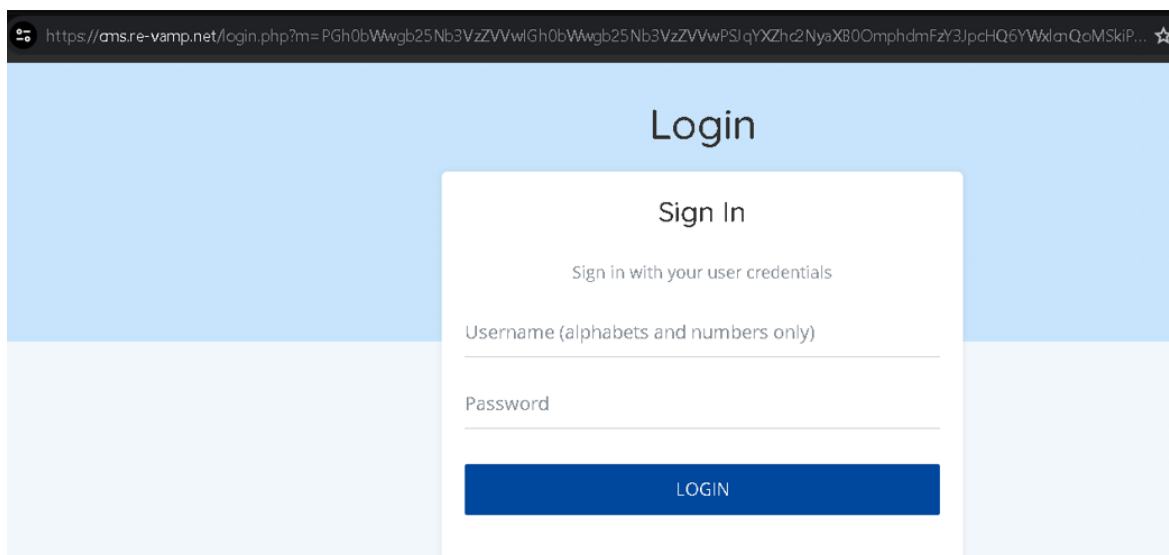 https://cms.re-vamp.net/login.php?m=PGh0bWwgb25Nb3VzZVVwIGh0bWwgb25Nb3VzZVVwPSJqYXZhc2NyaXB0OmphdmFzY3JpcHQ6YWxlcnQoMSkiP...
Login
Sign In
Sign in with your user credentials
Username (alphabets and numbers only)
Password
LOGIN